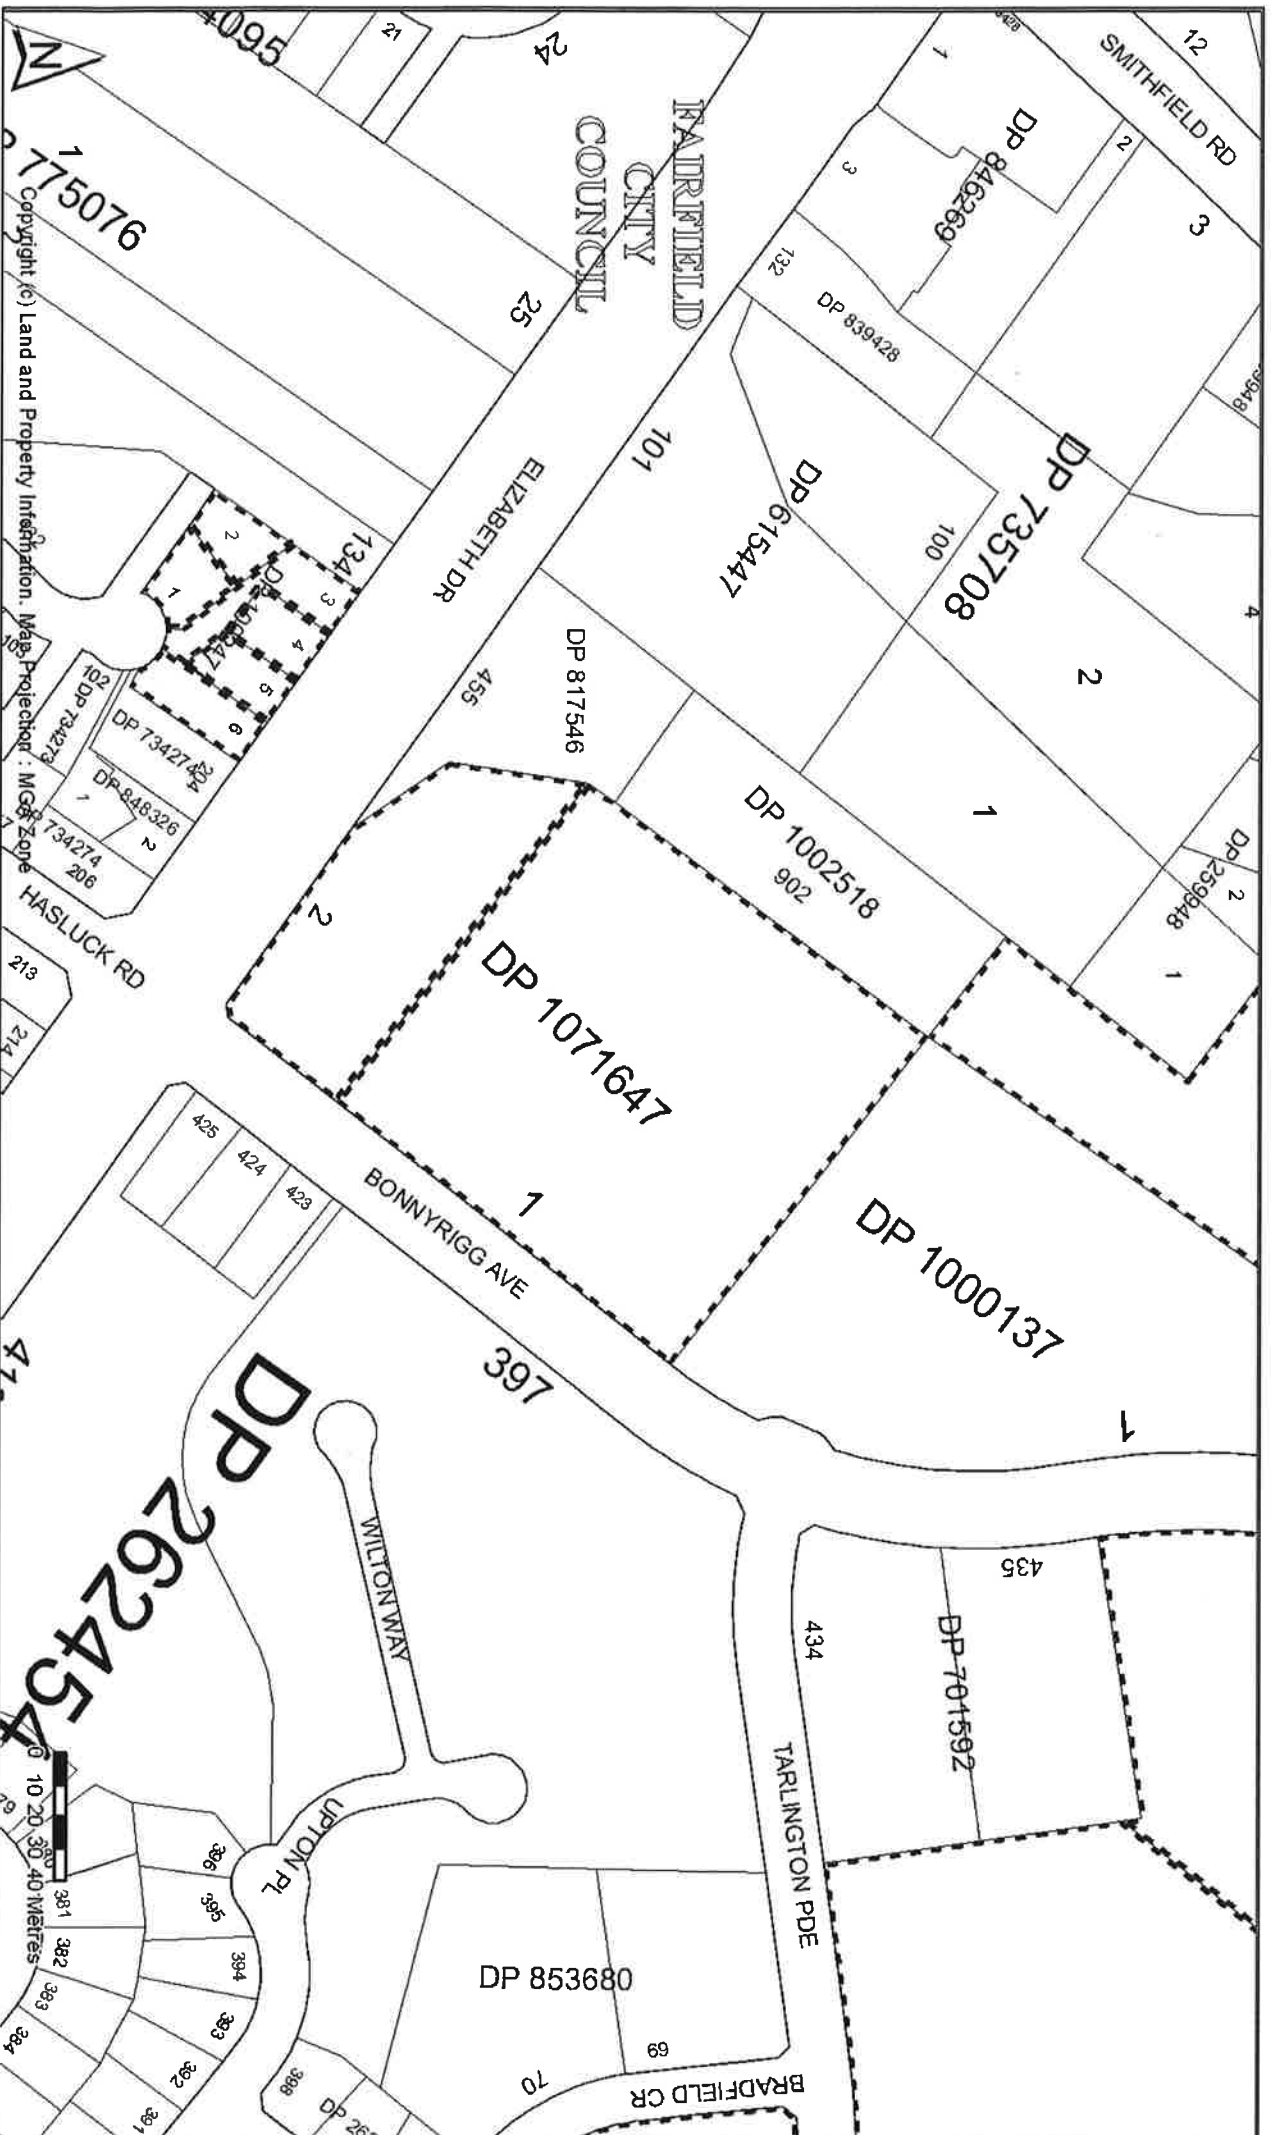 4095
21
24
FAIRFIELD
CITY
COUNCIL
1
DP 846269
3
132
2
12
SMITHFIELD RD
3
1
775076
25
DP 839428
DP 735708
101
DP 615447
100
4
2
1
ELIZABETH DR
134
2
1
3
4
5
6
DP 817546
455
DP 1002518
902
DP 259948
2
1
102
DP 734273
DP 734274
204
DP 848326
1
2
DP 734274
206
HASLUCK RD
213
214
2
DP 1071647
1
DP 1000137
1
425
424
423
BONNYRIGG AVE
397
DP 262454
WILTON WAY
UPTON PL
435
434
DP 701592
TARLINGTON PDE
DP 853680
69
70
BRADFIELD CR
398
396
395
394
393
392
391
381
382
383
384
0 10 20 30 40 Metres
Copyright (c) Land and Property Information. Map Projection : MGA Zone
N